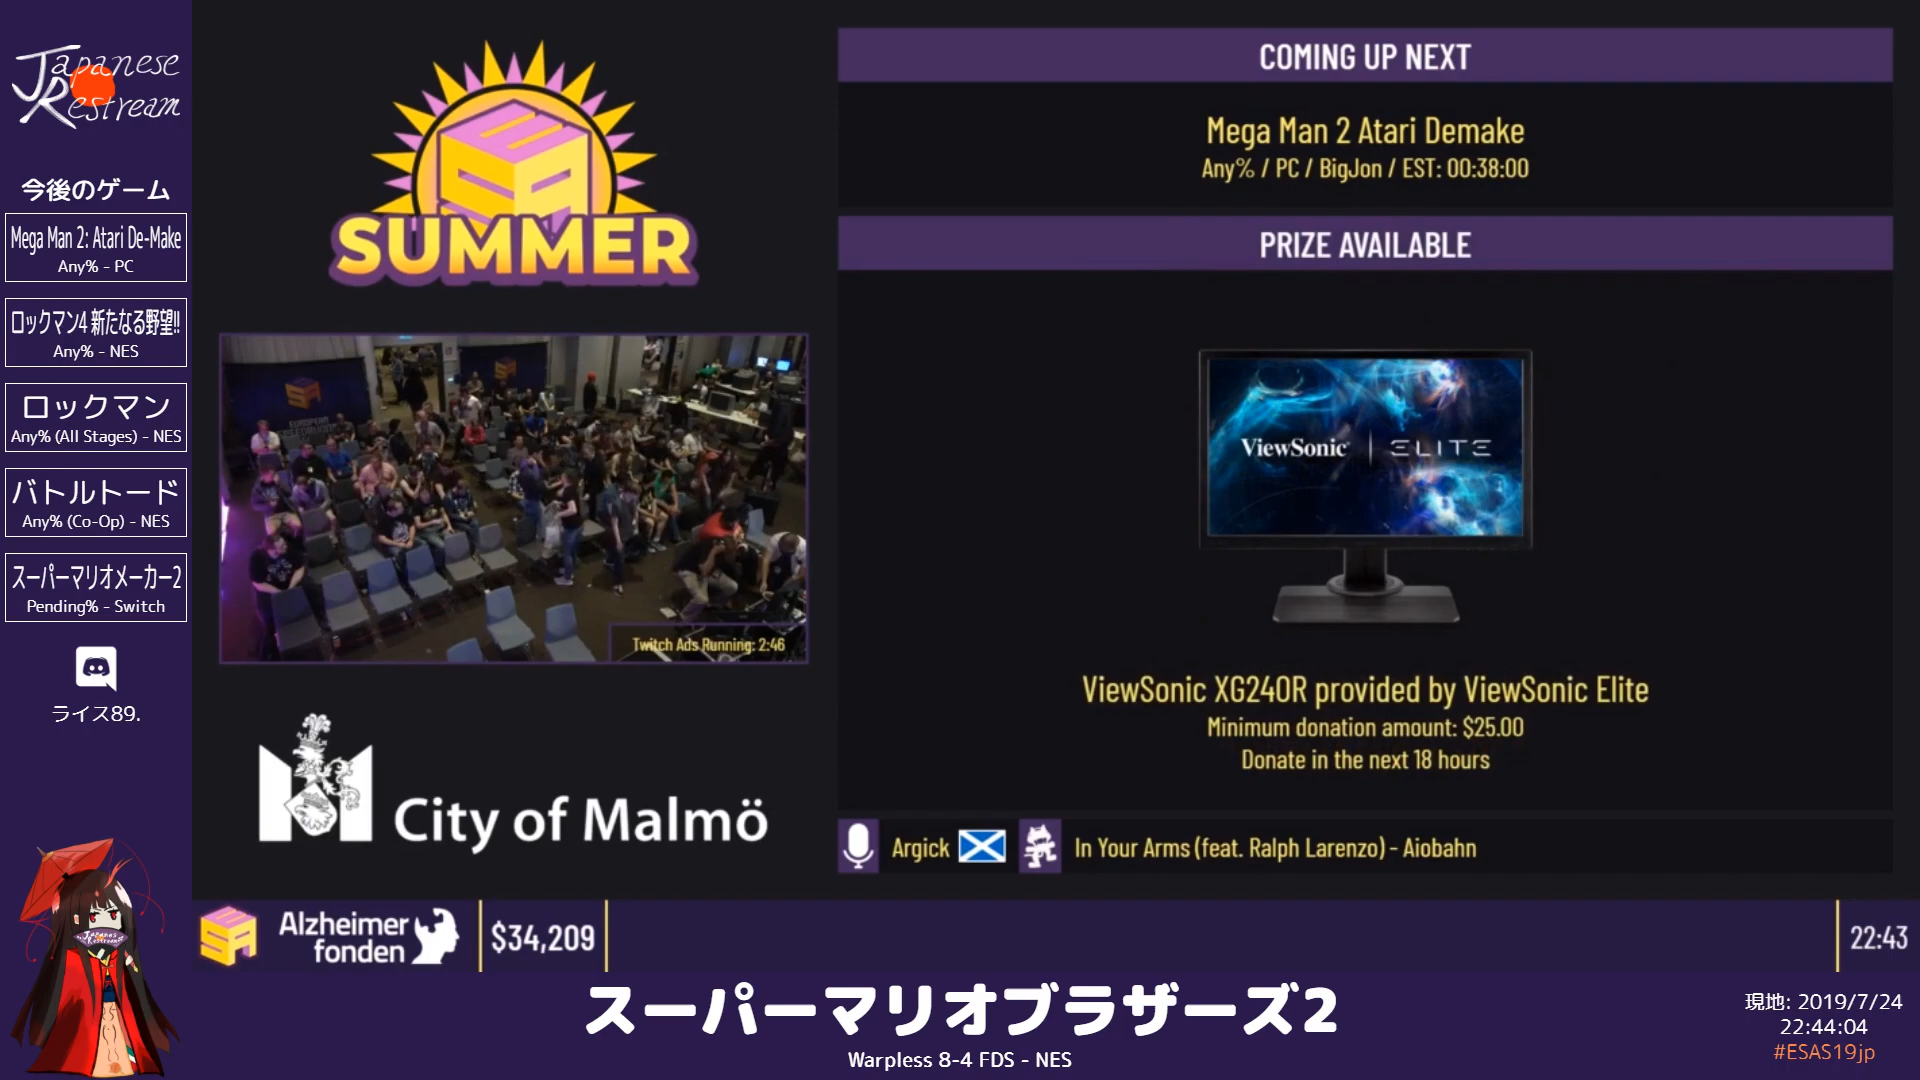 Japanese
Restream
今後のゲーム
Mega Man 2: Atari De-Make
Any% - PC
ロックマン4 新たなる野望!!
Any% - NES
ロックマン
Any% (All Stages) - NES
バトルトード
Any% (Co-Op) - NES
スーパーマリオメーカー2
Pending% - Switch
ライス89.
ESA
SUMMER
Twitch Ads Running: 2:46
City of Malmö
COMING UP NEXT
Mega Man 2 Atari Demake
Any% / PC / BigJon / EST: 00:38:00
PRIZE AVAILABLE
ViewSonic | ELITE
ViewSonic XG240R provided by ViewSonic Elite
Minimum donation amount: $25.00
Donate in the next 18 hours
Argick
In Your Arms (feat. Ralph Larenzo) - Aiobahn
ESA
Alzheimer
fonden
$34,209
22:43
スーパーマリオブラザーズ2
Warpless 8-4 FDS - NES
現地: 2019/7/24
22:44:04
#ESAS19jp